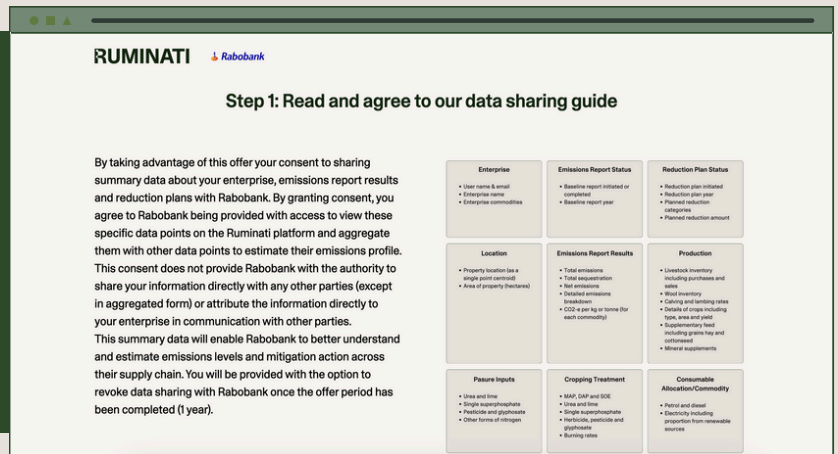 RUMINATI
Rabobank
Step 1: Read and agree to our data sharing guide
By taking advantage of this offer your consent to sharing
summary data about your enterprise, emissions report results
and reduction plans with Rabobank. By granting consent, you
agree to Rabobank being provided with access to view these
specific data points on the Ruminati platform and aggregate
them with other data points to estimate their emissions profile.
This consent does not provide Rabobank with the authority to
share your information directly with any other parties (except
in aggregated form) or attribute the information directly to
your enterprise in communication with other parties.
This summary data will enable Rabobank to better understand
and estimate emissions levels and mitigation action across
their supply chain. You will be provided with the option to
revoke data sharing with Rabobank once the offer period has
been completed (1 year).
Enterprise
• User name & email
• Enterprise name
• Enterprise commodities
Emissions Report Status
• Baseline report initiated or
completed
• Baseline report year
Reduction Plan Status
• Reduction plan initiated
• Reduction plan year
• Planned reduction
categories
• Planned reduction amount
Location
• Property location (as a
single point centroid)
• Area of property (hectares)
Emissions Report Results
• Total emissions
• Total sequestration
• Net emissions
• Detailed emissions
breakdown
• CO2-e per kg or tonne (for
each commodity)
Production
• Livestock inventory
including purchases and
sales
• Wool inventory
• Calving and lambing rates
• Details of crops including
type, area and yield
• Supplementary feed
including grains hay and
cottonseed
• Mineral supplements
Pasure Inputs
• Urea and lime
• Single superphosphate
• Pesticide and glyphosate
• Other forms of nitrogen
Cropping Treatment
• MAP, DAP and SOE
• Urea and lime
• Single superphosphate
• Herbicide, pesticide and
glyphosate
• Burning rates
Consumable
Allocation/Commodity
• Petrol and diesel
• Electricity including
proportion from renewable
sources